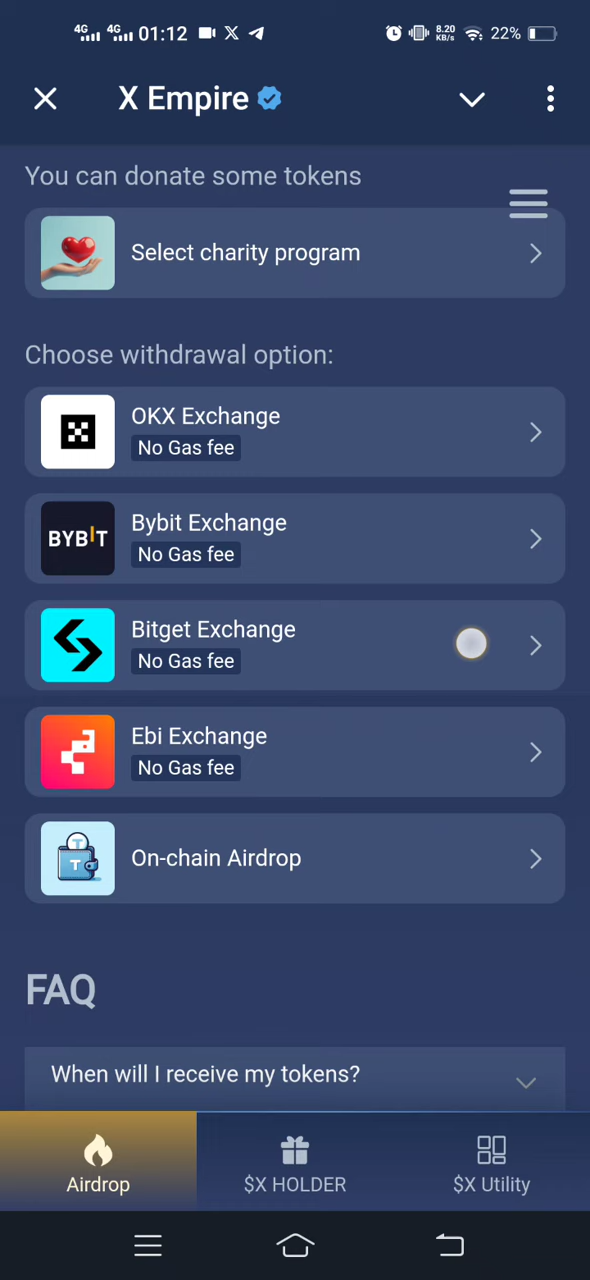 4G 4G 01:12 8.20 KB/s 22%
X Empire
You can donate some tokens
Select charity program
Choose withdrawal option:
OKX Exchange
No Gas fee
BYBIT
Bybit Exchange
No Gas fee
Bitget Exchange
No Gas fee
Ebi Exchange
No Gas fee
T
T
On-chain Airdrop
FAQ
When will I receive my tokens?
Airdrop
$X HOLDER
$X Utility